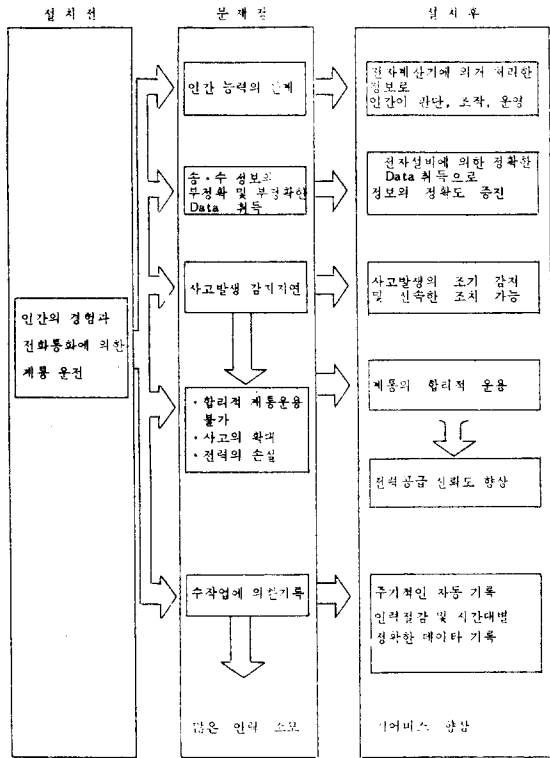 설치전
문제점
설치후
인간 능력의 한계
전자계산기에 의거 처리한
정보로
인간이 판단, 조작, 운영
송·수 정보의
부정확 및 부정확한
Data 취득
전자설비에 의한 정확한
Data 취득으로
정보의 정확도 증진
사고발생 감지지연
사고발생의 조기 감지
및 신속한 조치 가능
인간의 경험과
전화통화에 의한
계통 운전
·합리적 계통운용
불가
·사고의 확대
·전력의 손실
계통의 합리적 운용
전력공급 신뢰도 향상
수작업에 의한기록
주기적인 자동 기록
인력절감 및 시간대별
정확한 데이타 기록
많은 인력 소모
향상